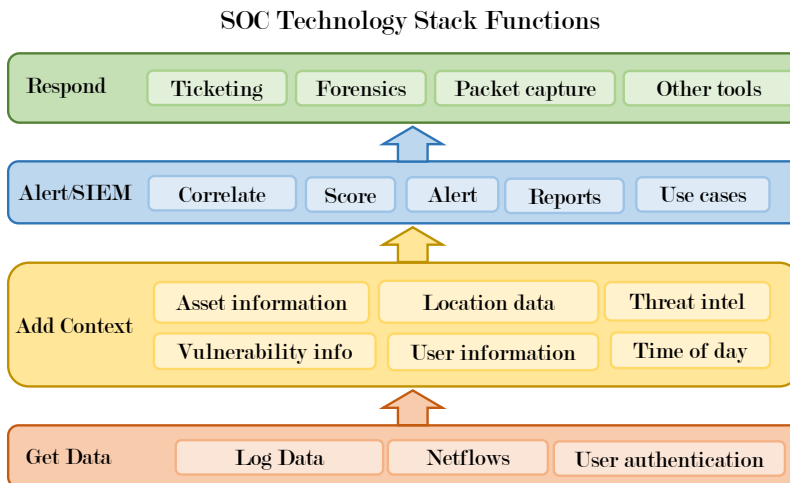 SOC Technology Stack Functions
Respond
Ticketing
Forensics
Packet capture
Other tools
Alert/SIEM
Correlate
Score
Alert
Reports
Use cases
Add Context
Asset information
Location data
Threat intel
Vulnerability info
User information
Time of day
Get Data
Log Data
Netflows
User authentication